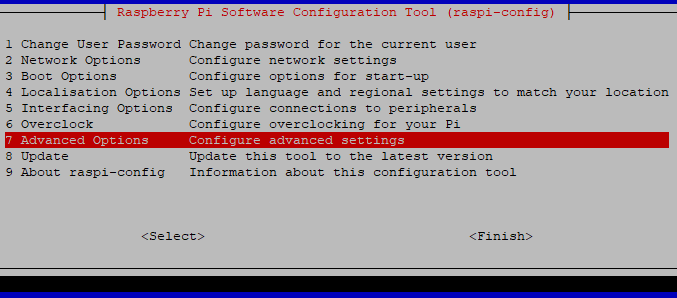 Raspberry Pi Software Configuration Tool (raspi-config)
1 Change User Password Change password for the current user
2 Network Options Configure network settings
3 Boot Options Configure options for start-up
4 Localisation Options Set up language and regional settings to match your location
5 Interfacing Options Configure connections to peripherals
6 Overclock Configure overclocking for your Pi
7 Advanced Options Configure advanced settings
8 Update Update this tool to the latest version
9 About raspi-config Information about this configuration tool
<Select> <Finish>